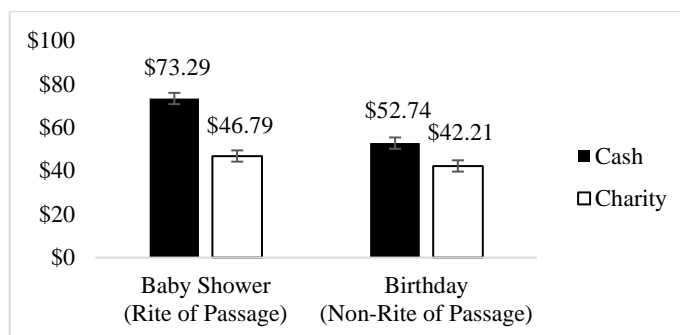 $100
$80
$60
$40
$20
$0
$73.29
$46.79
$52.74
$42.21
Baby Shower
(Rite of Passage)
Birthday
(Non-Rite of Passage)
Cash
Charity